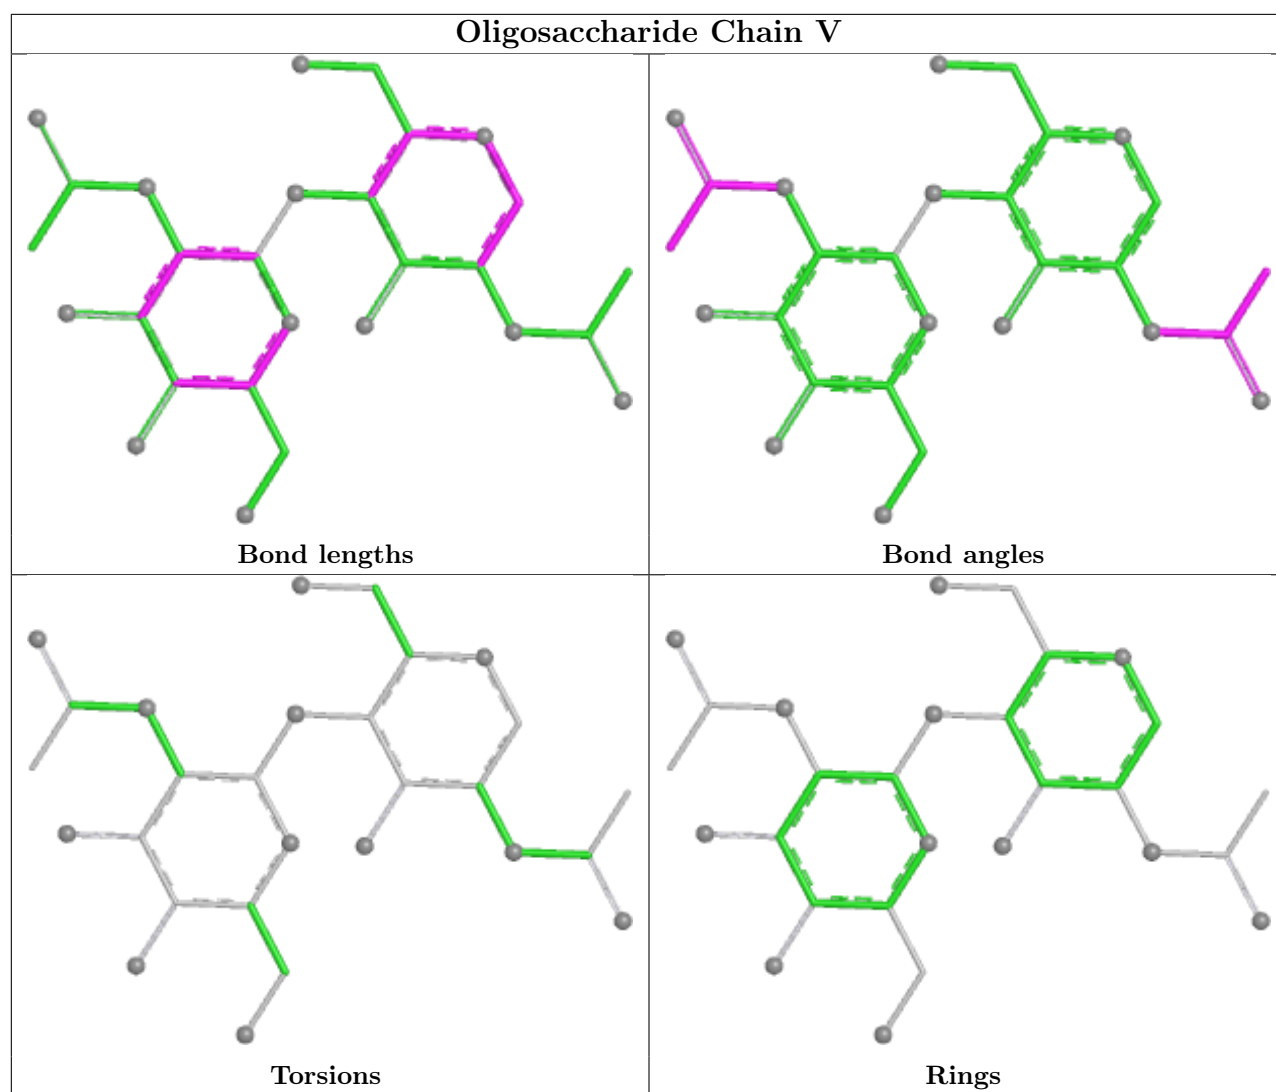 Oligosaccharide Chain V
Bond lengths
Bond angles
Torsions
Rings